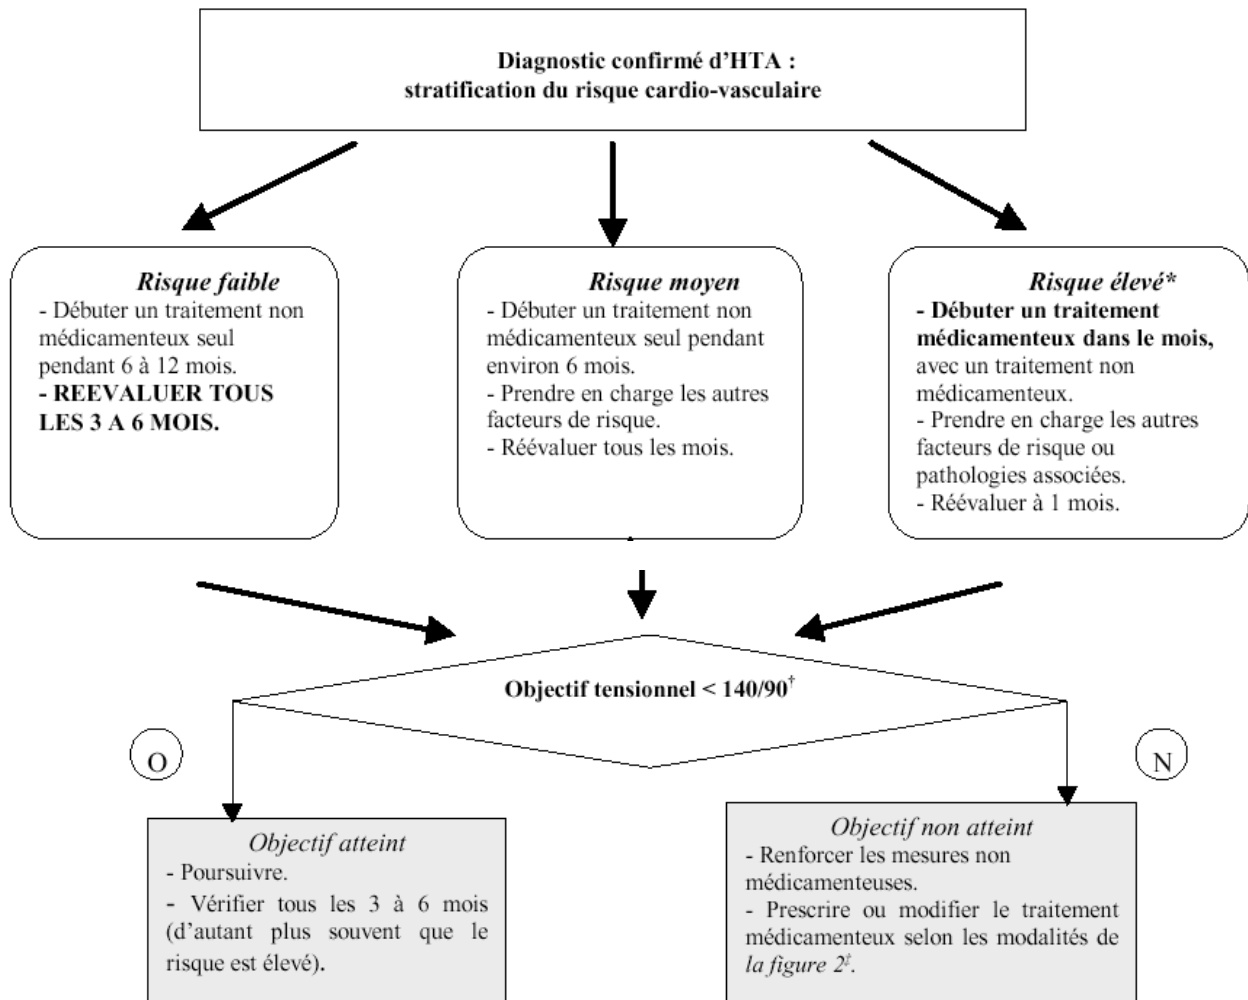 Diagnostic confirmé d’HTA :
stratification du risque cardio-vasculaire
Risque faible
- Débuter un traitement non
médicamenteux seul
pendant 6 à 12 mois.
- REEVALUER TOUS
LES 3 A 6 MOIS.
Risque moyen
- Débuter un traitement non
médicamenteux seul pendant
environ 6 mois.
- Prendre en charge les autres
facteurs de risque.
- Réévaluer tous les mois.
Risque élevé*
- Débuter un traitement
médicamenteux dans le mois,
avec un traitement non
médicamenteux.
- Prendre en charge les autres
facteurs de risque ou
pathologies associées.
- Réévaluer à 1 mois.
Objectif tensionnel < 140/90†
O
N
Objectif atteint
- Poursuivre.
- Vérifier tous les 3 à 6 mois
(d’autant plus souvent que le
risque est élevé).
Objectif non atteint
- Renforcer les mesures non
médicamenteuses.
- Prescrire ou modifier le traitement
médicamenteux selon les modalités de
la figure 2‡.